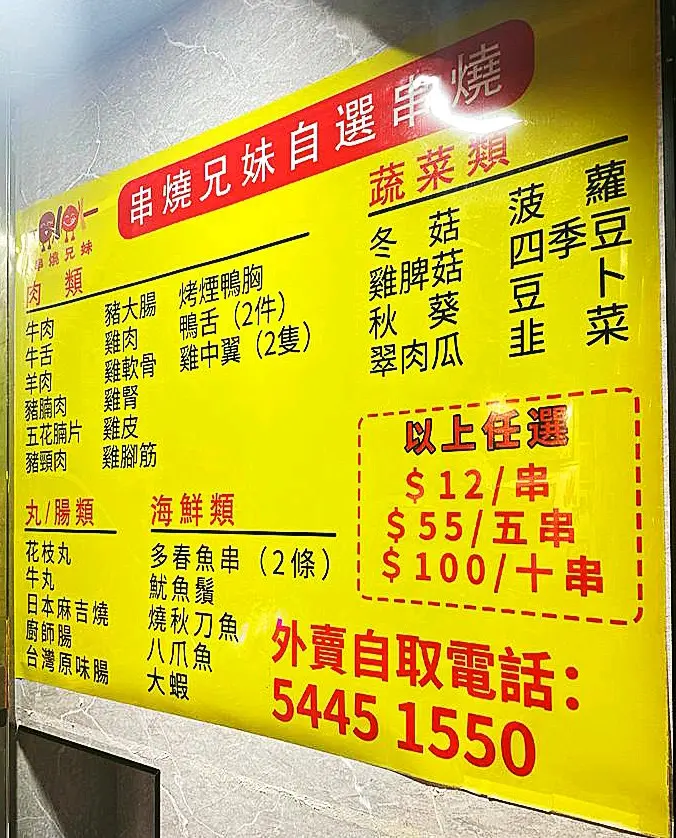 串燒兄妹自選串燒
串燒兄妹
肉類
牛肉
牛舌
羊肉
豬腩肉
五花腩片
豬頸肉
豬大腸
雞肉
雞軟骨
雞腎
雞皮
雞腳筋
烤煙鴨胸
鴨舌（2件）
雞中翼（2隻）
蔬菜類
冬菇
雞脾菇
秋葵
翠肉瓜
菠蘿
四季豆
豆卜
韭菜
以上任選
$12/串
$55/五串
$100/十串
丸/腸類
花枝丸
牛丸
日本麻吉燒
廚師腸
台灣原味腸
海鮮類
多春魚串（2條）
魷魚鬚
燒秋刀魚
八爪魚
大蝦
外賣自取電話：
5445 1550